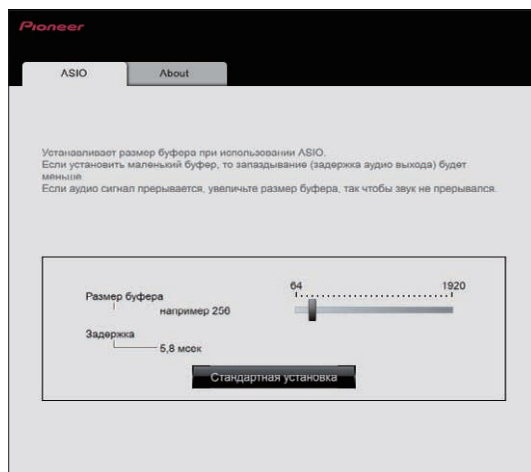 Pioneer
ASIO
About
Устанавливает размер буфера при использовании ASIO.
Если установить маленький буфер, то запаздывание (задержка аудио выхода) будет
меньше
Если аудио сигнал прерывается, увеличьте размер буфера, так чтобы звук не прерывался.
64 1920
Размер буфера
например 256
Задержка
5,8 мсек
Стандартная установка